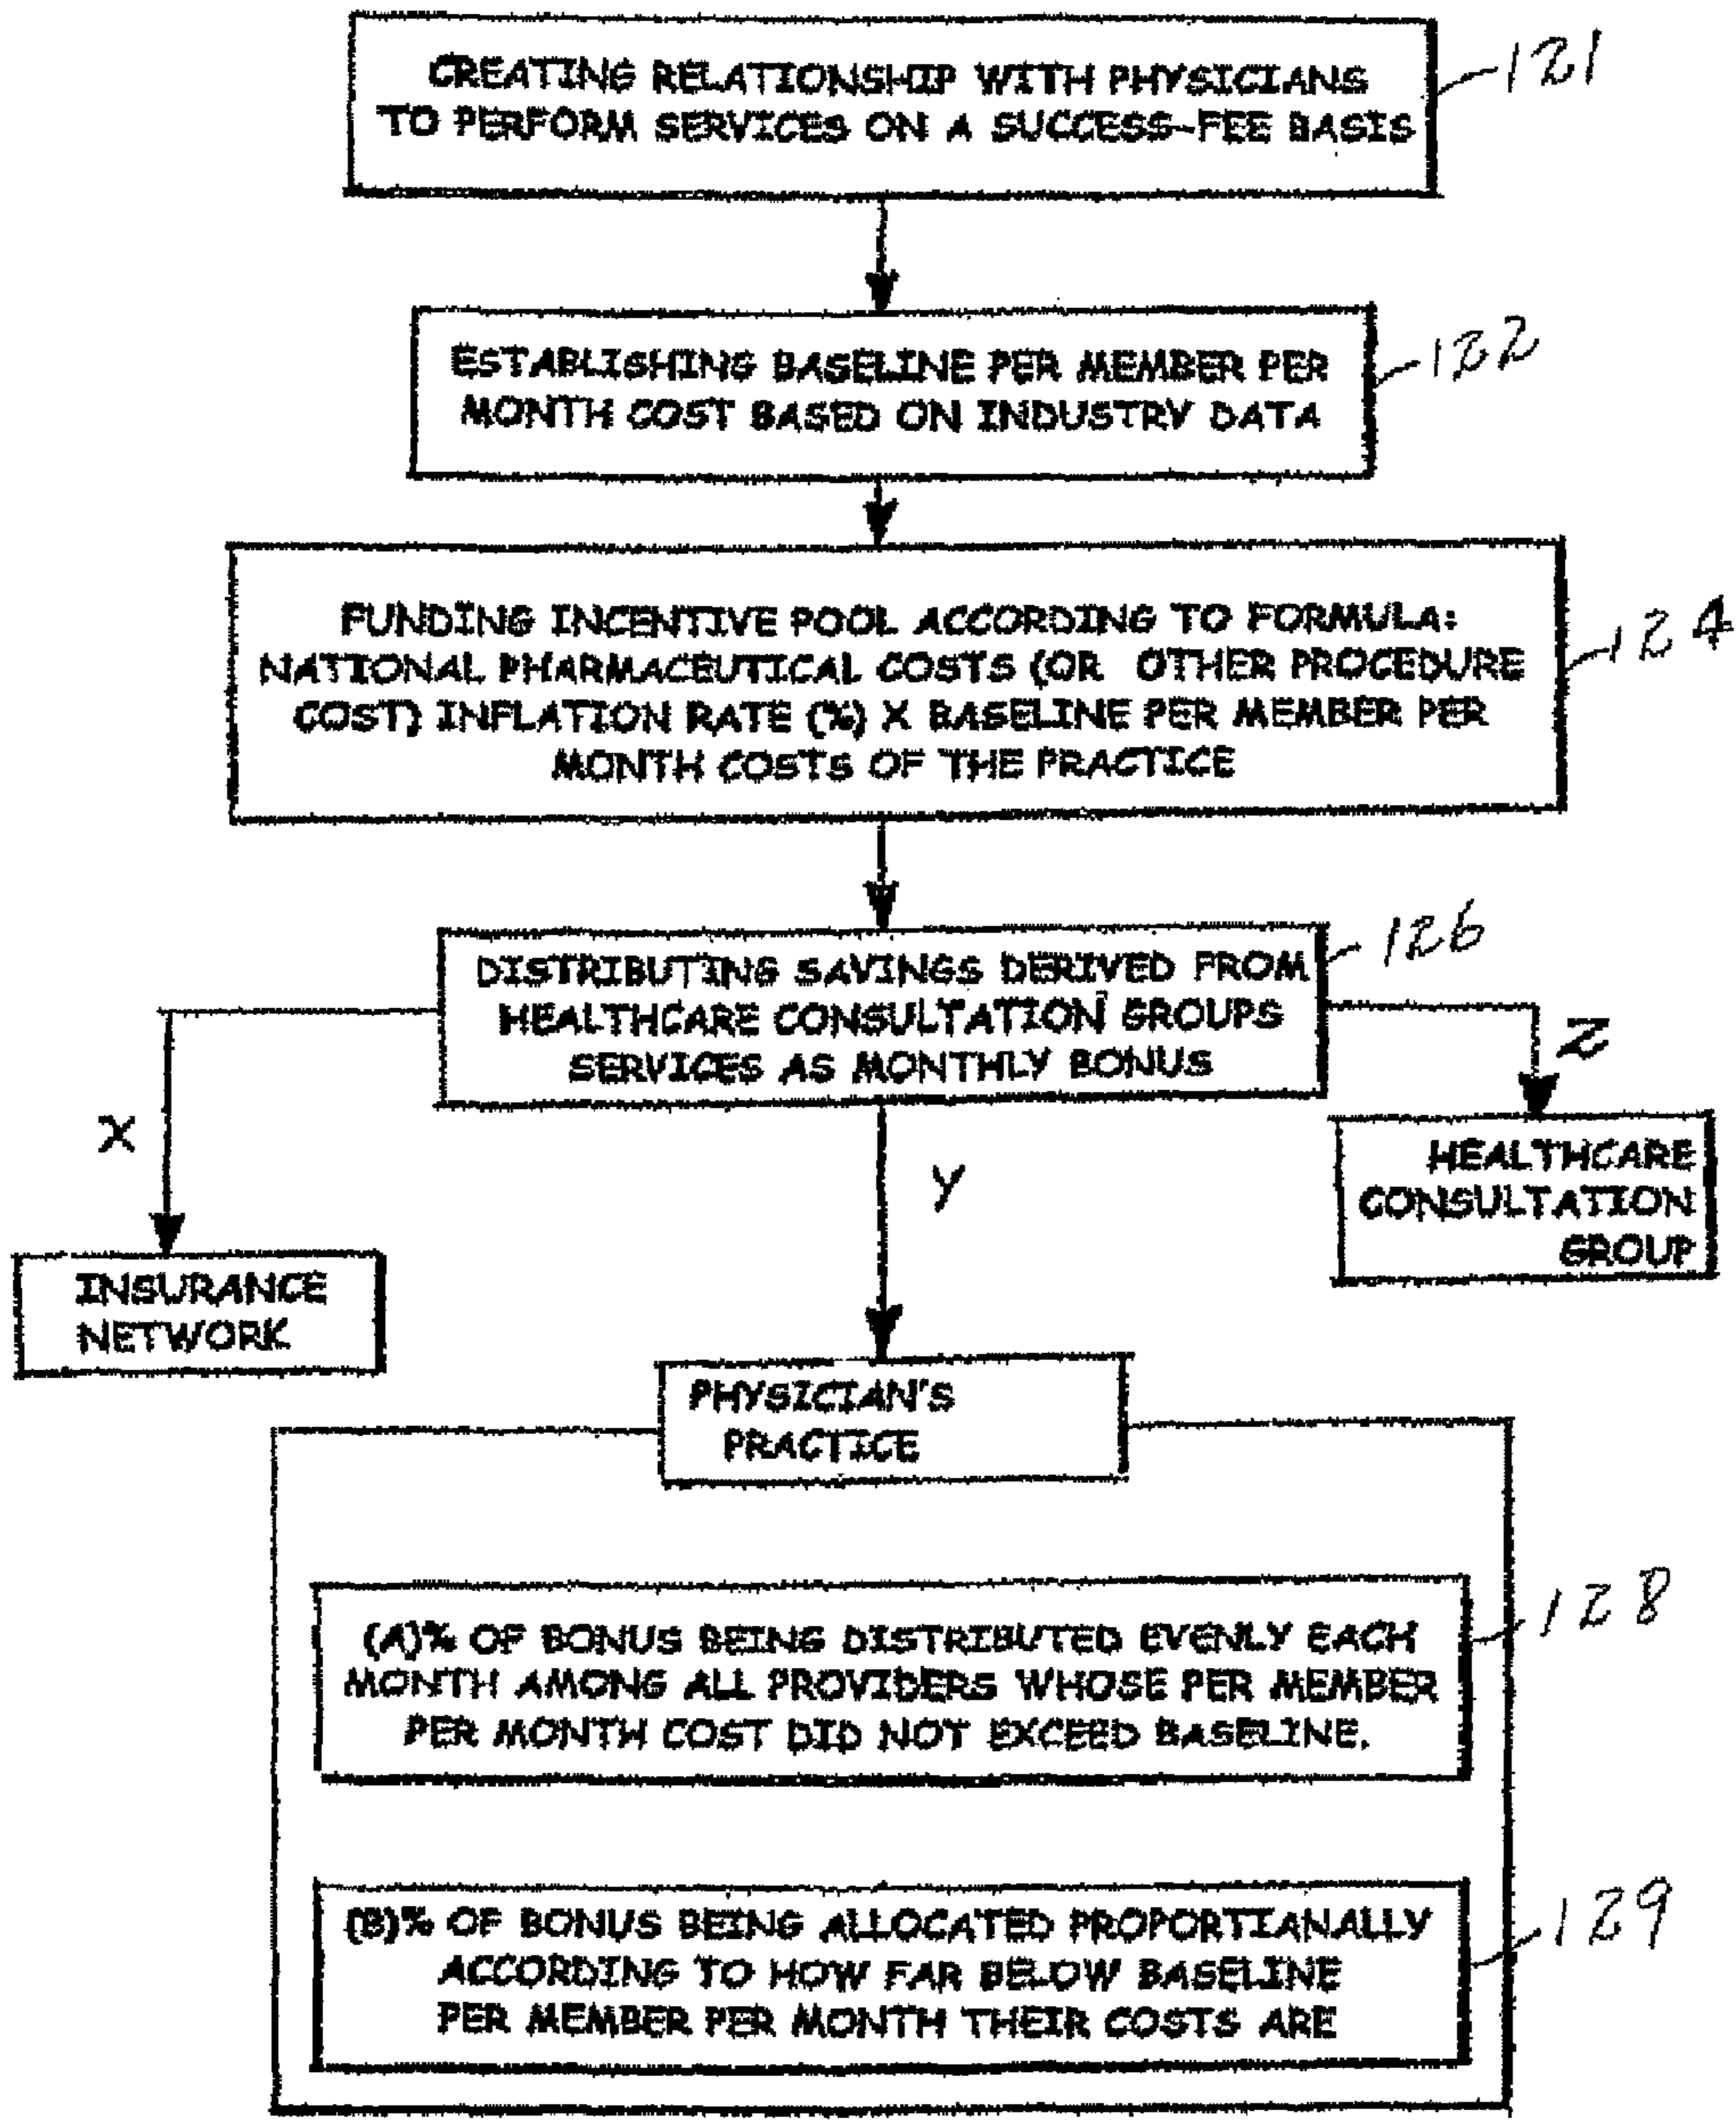 CREATING RELATIONSHIP WITH PHYSICIANS
TO PERFORM SERVICES ON A SUCCESS-FEE BASIS
121
ESTABLISHING BASELINE PER MEMBER PER
MONTH COST BASED ON INDUSTRY DATA
122
FUNDING INCENTIVE POOL ACCORDING TO FORMULA:
NATIONAL PHARMACEUTICAL COSTS (OR OTHER PROCEDURE
COST) INFLATION RATE (%) X BASELINE PER MEMBER PER
MONTH COSTS OF THE PRACTICE
124
DISTRIBUTING SAVINGS DERIVED FROM
HEALTHCARE CONSULTATION GROUPS
SERVICES AS MONTHLY BONUS
126
X
Y
Z
INSURANCE
NETWORK
HEALTHCARE
CONSULTATION
GROUP
PHYSICIAN'S
PRACTICE
(A)% OF BONUS BEING DISTRIBUTED EVENLY EACH
MONTH AMONG ALL PROVIDERS WHOSE PER MEMBER
PER MONTH COST DID NOT EXCEED BASELINE.
128
(B)% OF BONUS BEING ALLOCATED PROPORTIANALLY
ACCORDING TO HOW FAR BELOW BASELINE
PER MEMBER PER MONTH THEIR COSTS ARE
129